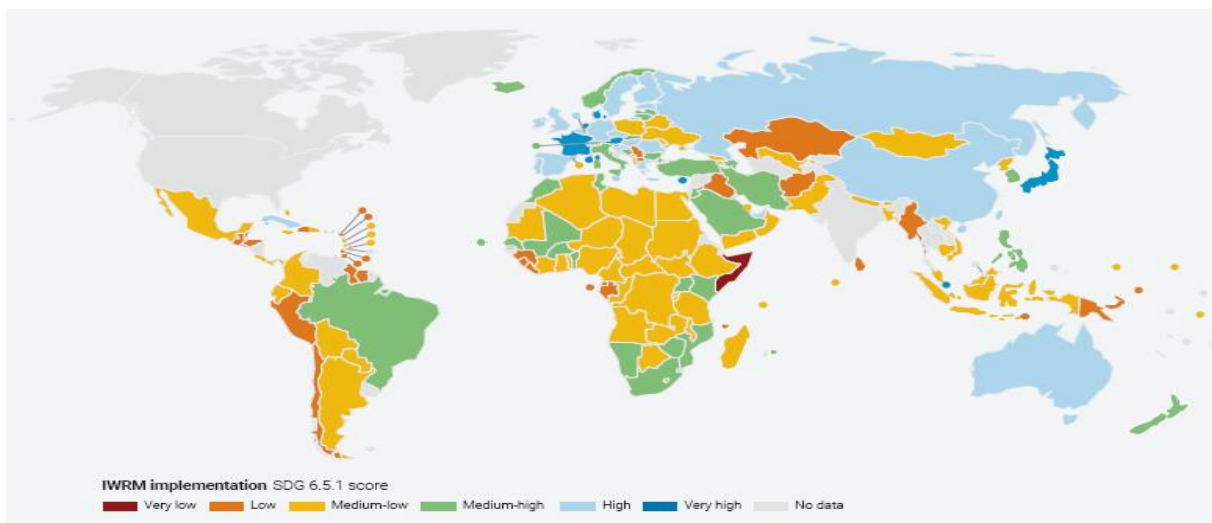 IWRM implementation SDG 6.5.1 score
Very low Low Medium-low Medium-high High Very high No data